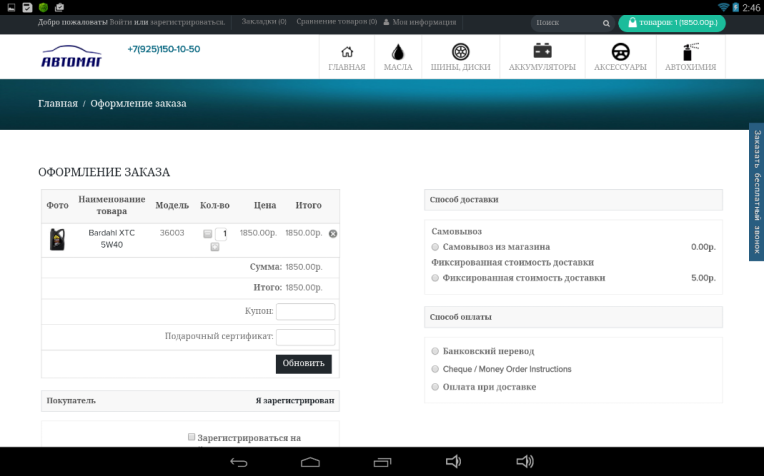 2:46
Добро пожаловать! Войти или зарегистрироваться.
Закладки (0)
Сравнение товаров (0)
Моя информация
Поиск
товаров: 1 (1850.00р.)
АВТОМАГ
+7(925)150-10-50
ГЛАВНАЯ
МАСЛА
ШИНЫ, ДИСКИ
АККУМУЛЯТОРЫ
АКСЕССУАРЫ
АВТОХИМИЯ
Главная / Оформление заказа
Заказать бесплатный звонок
ОФОРМЛЕНИЕ ЗАКАЗА
Фото Наименование товара Модель Кол-во Цена Итого
Bardahl XTC 5W40 36003 1 1850.00р. 1850.00р.
Сумма: 1850.00р.
Итого: 1850.00р.
Купон:
Подарочный сертификат:
Обновить
Покупатель Я зарегистрирован
Зарегистрироваться на
Способ доставки
Самовывоз
Самовывоз из магазина 0.00р.
Фиксированная стоимость доставки
Фиксированная стоимость доставки 5.00р.
Способ оплаты
Банковский перевод
Cheque / Money Order Instructions
Оплата при доставке